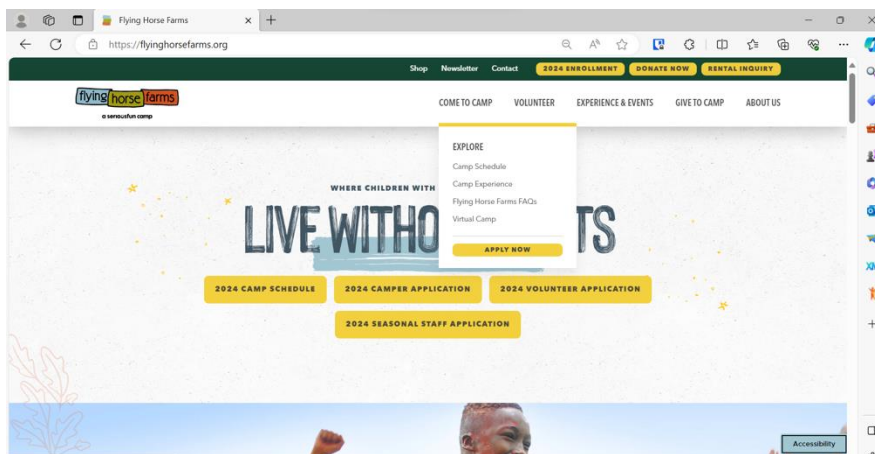 Flying Horse Farms
https://flyinghorsefarms.org
Shop Newsletter Contact 2024 ENROLLMENT DONATE NOW RENTAL INQUIRY
flying horse farms
a seriousfun camp
COME TO CAMP VOLUNTEER EXPERIENCE & EVENTS GIVE TO CAMP ABOUT US
EXPLORE
Camp Schedule
Camp Experience
Flying Horse Farms FAQs
Virtual Camp
APPLY NOW
WHERE CHILDREN WITH
LIVE WITHO TS
2024 CAMP SCHEDULE 2024 CAMPER APPLICATION 2024 VOLUNTEER APPLICATION
2024 SEASONAL STAFF APPLICATION
Accessibility